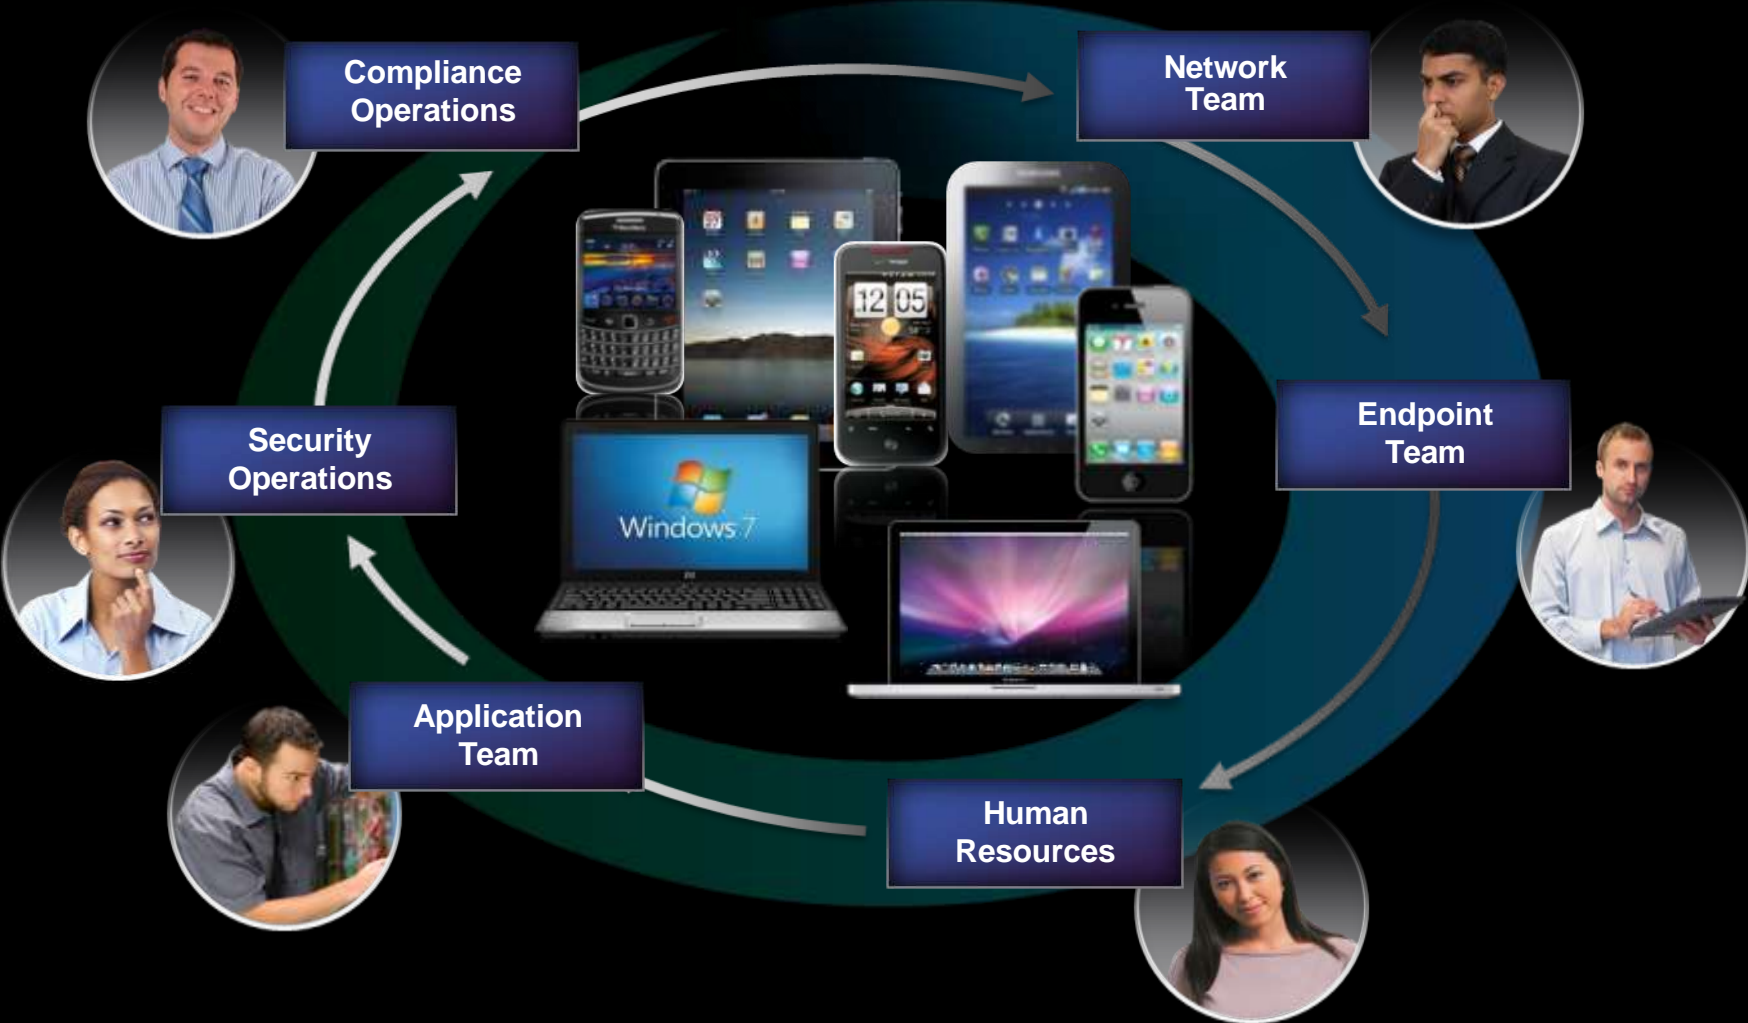 Compliance
Operations
Network
Team
Endpoint
Team
Security
Operations
Windows 7
12 05
Application
Team
Human
Resources